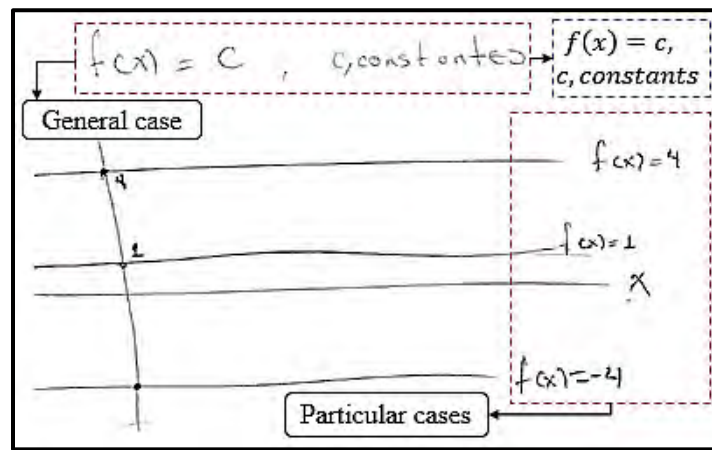 f(x) = C , c, constantes
f(x) = c,
c, constants
General case
4
f(x)=4
1
f(x)=1
x
f(x)=-4
Particular cases